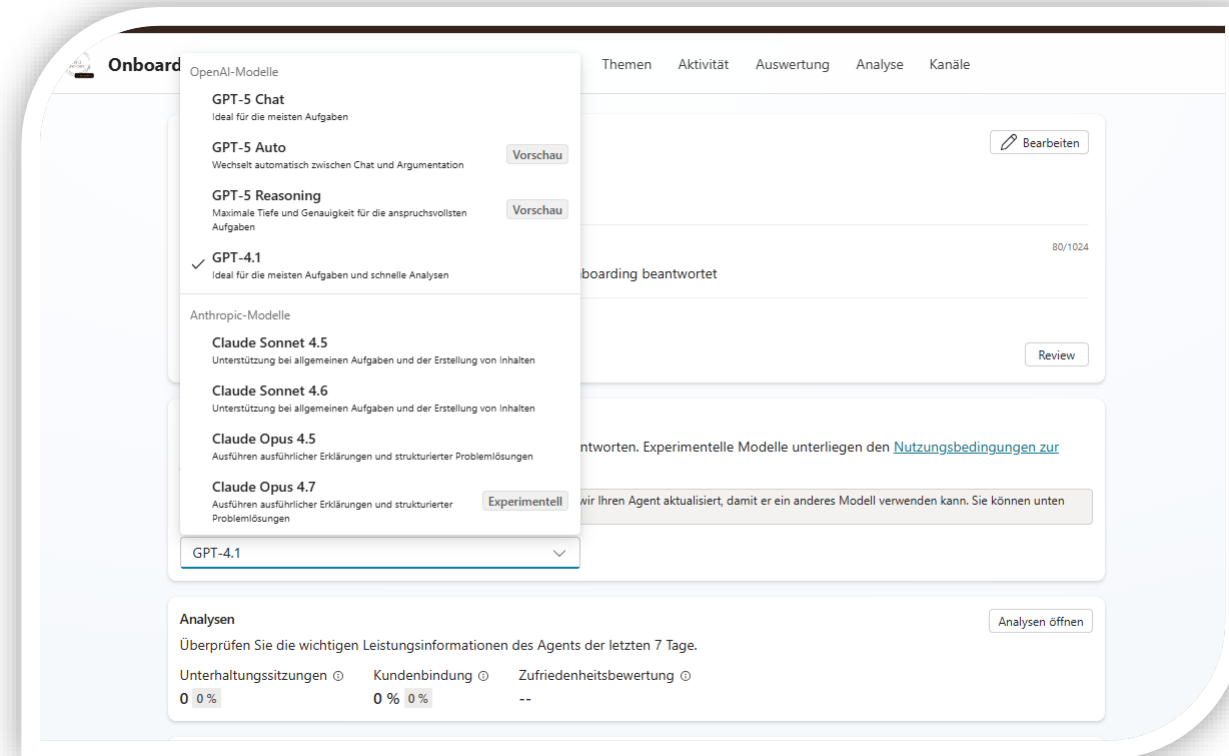 Onboard
Themen Aktivität Auswertung Analyse Kanäle
OpenAI-Modelle
GPT-5 Chat
Ideal für die meisten Aufgaben
GPT-5 Auto
Wechselt automatisch zwischen Chat und Argumentation
Vorschau
GPT-5 Reasoning
Maximale Tiefe und Genauigkeit für die anspruchsvollsten
Aufgaben
Vorschau
GPT-4.1
Ideal für die meisten Aufgaben und schnelle Analysen
Anthropic-Modelle
Claude Sonnet 4.5
Unterstützung bei allgemeinen Aufgaben und der Erstellung von Inhalten
Claude Sonnet 4.6
Unterstützung bei allgemeinen Aufgaben und der Erstellung von Inhalten
Claude Opus 4.5
Ausführen ausführlicher Erklärungen und strukturierter Problemlösungen
Claude Opus 4.7
Ausführen ausführlicher Erklärungen und strukturierter
Problemlösungen
Experimentell
GPT-4.1
Bearbeiten
80/1024
boarding beantwortet
Review
ntworten. Experimentelle Modelle unterliegen den Nutzungsbedingungen zur
wir Ihren Agent aktualisiert, damit er ein anderes Modell verwenden kann. Sie können unten
Analysen
Analysen öffnen
Überprüfen Sie die wichtigen Leistungsinformationen des Agents der letzten 7 Tage.
Unterhaltungssitzungen Kundenbindung Zufriedenheitsbewertung
0 0 % 0 % 0 % --